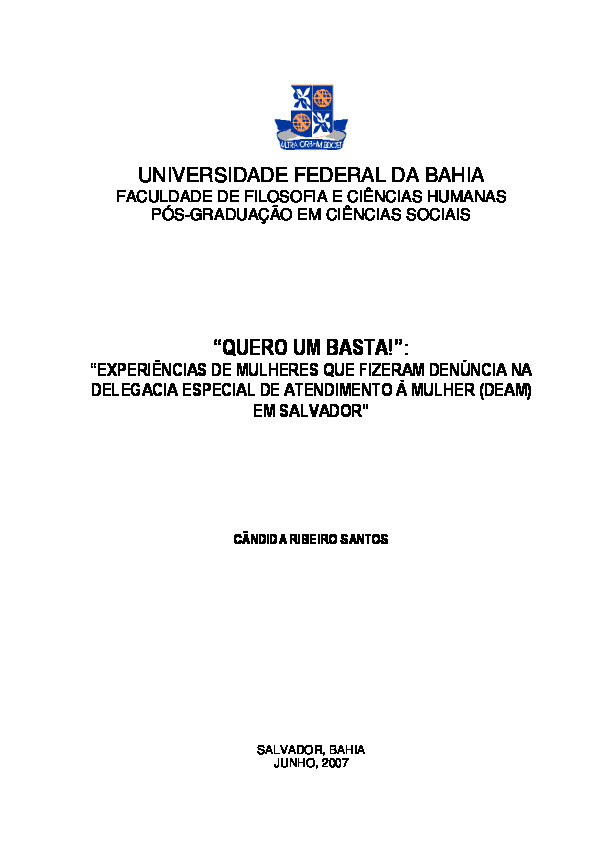 ULTRA ORBEM EDOCET
UNIVERSIDADE FEDERAL DA BAHIA
FACULDADE DE FILOSOFIA E CIÊNCIAS HUMANAS
PÓS-GRADUAÇÃO EM CIÊNCIAS SOCIAIS
“QUERO UM BASTA!”:
“EXPERIÊNCIAS DE MULHERES QUE FIZERAM DENÚNCIA NA
DELEGACIA ESPECIAL DE ATENDIMENTO À MULHER (DEAM)
EM SALVADOR"
CÂNDIDA RIBEIRO SANTOS
SALVADOR, BAHIA
JUNHO, 2007